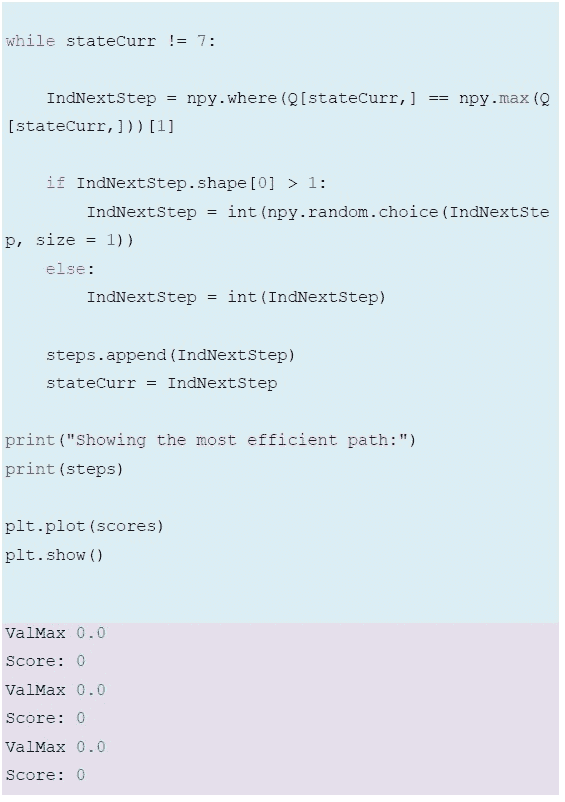 while stateCurr != 7:
    IndNextStep = npy.where(Q[stateCurr,] == npy.max(Q
[stateCurr,]))[1]
    if IndNextStep.shape[0] > 1:
        IndNextStep = int(npy.random.choice(IndNextSte
p, size = 1))
    else:
        IndNextStep = int(IndNextStep)
    steps.append(IndNextStep)
    stateCurr = IndNextStep
print("Showing the most efficient path:")
print(steps)
plt.plot(scores)
plt.show()
ValMax 0.0
Score: 0
ValMax 0.0
Score: 0
ValMax 0.0
Score: 0